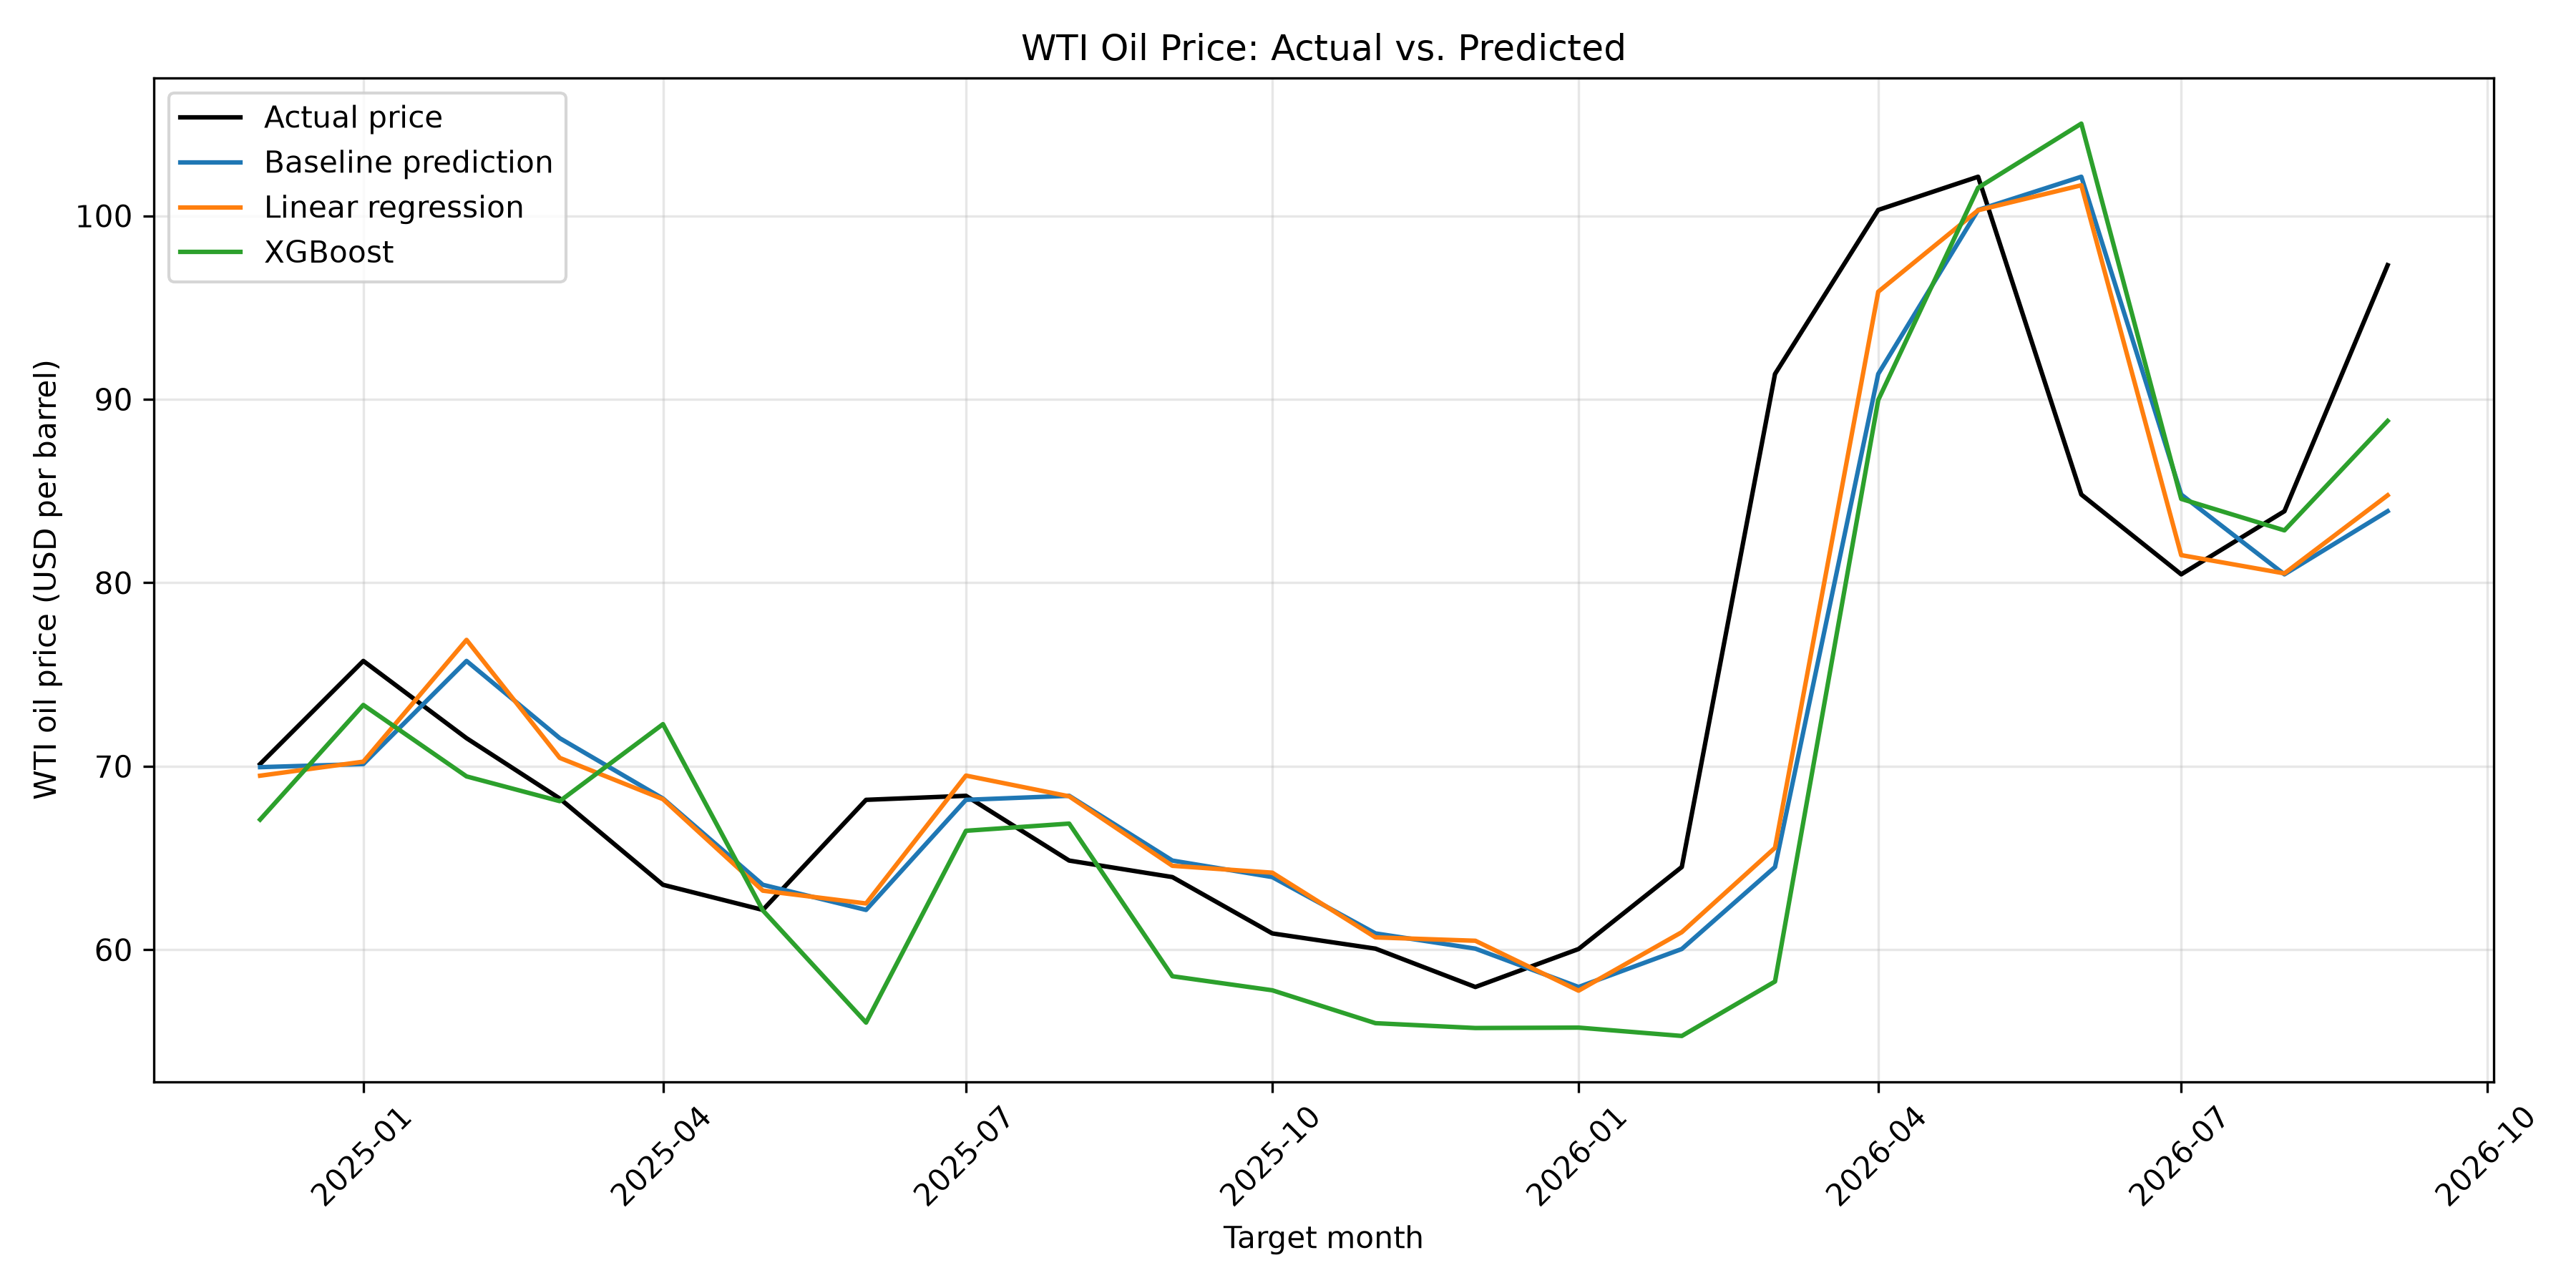 WTI Oil Price: Actual vs. Predicted
Actual price
Baseline prediction
Linear regression
XGBoost
WTI oil price (USD per barrel)
100
90
80
70
60
2025-01
2025-04
2025-07
2025-10
2026-01
2026-04
2026-07
2026-10
Target month